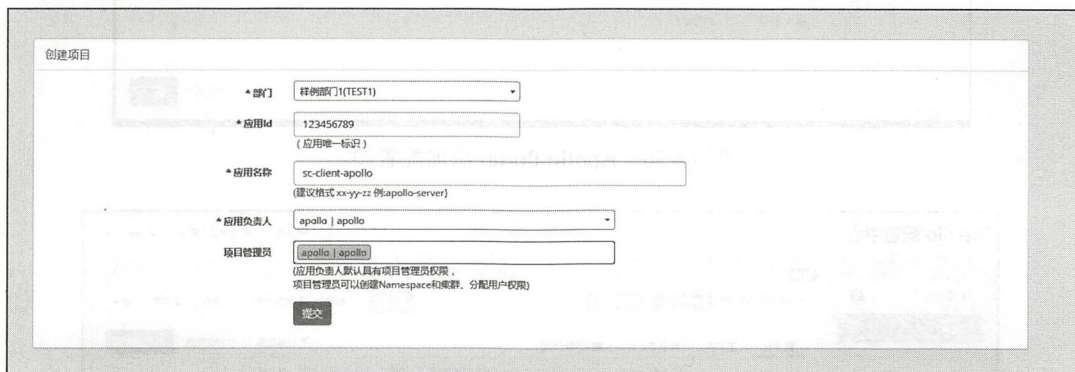 创建项目
* 部门 样例部门1(TEST1)
* 应用Id 123456789
(应用唯一标识)
* 应用名称 sc-client-apollo
(建议格式 xx-yy-zz 例:apollo-server)
* 应用负责人 apollo | apollo
项目管理员 apollo | apollo
(应用负责人默认具有项目管理员权限，
项目管理员可以创建Namespace和集群、分配用户权限)
提交